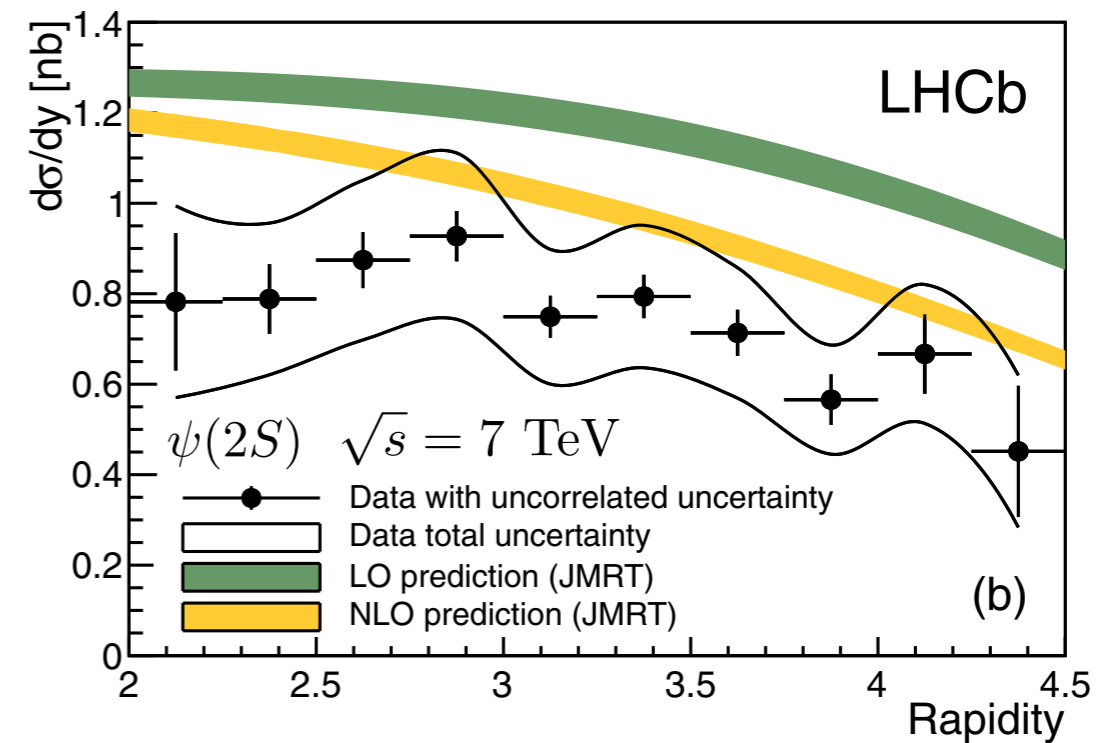 dσ/dy [nb]
1.4
1.2
1
0.8
0.6
0.4
0.2
0
LHCb
ψ(2S) √s = 7 TeV
Data with uncorrelated uncertainty
Data total uncertainty
LO prediction (JMRT)
NLO prediction (JMRT)
(b)
2 2.5 3 3.5 4 4.5
Rapidity